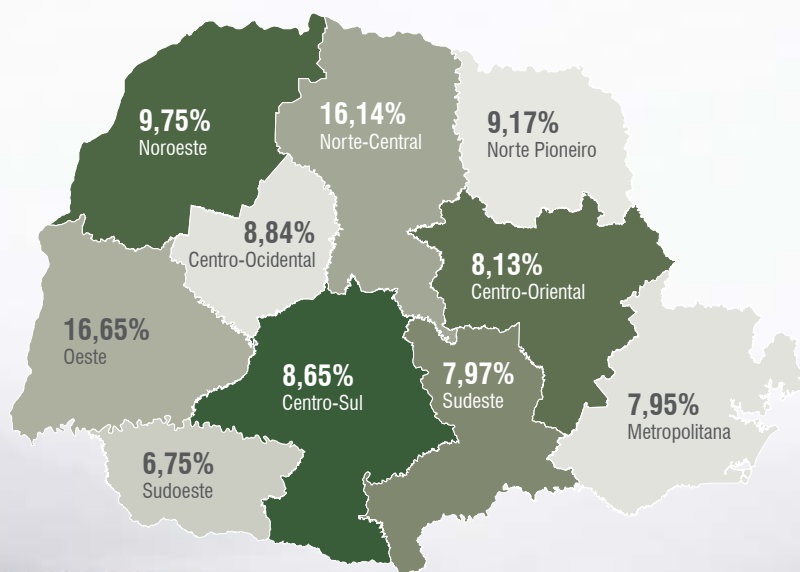 9,75%
Noroeste
16,14%
Norte-Central
9,17%
Norte Pioneiro
8,84%
Centro-Ocidental
8,13%
Centro-Oriental
16,65%
Oeste
8,65%
Centro-Sul
7,97%
Sudeste
7,95%
Metropolitana
6,75%
Sudoeste